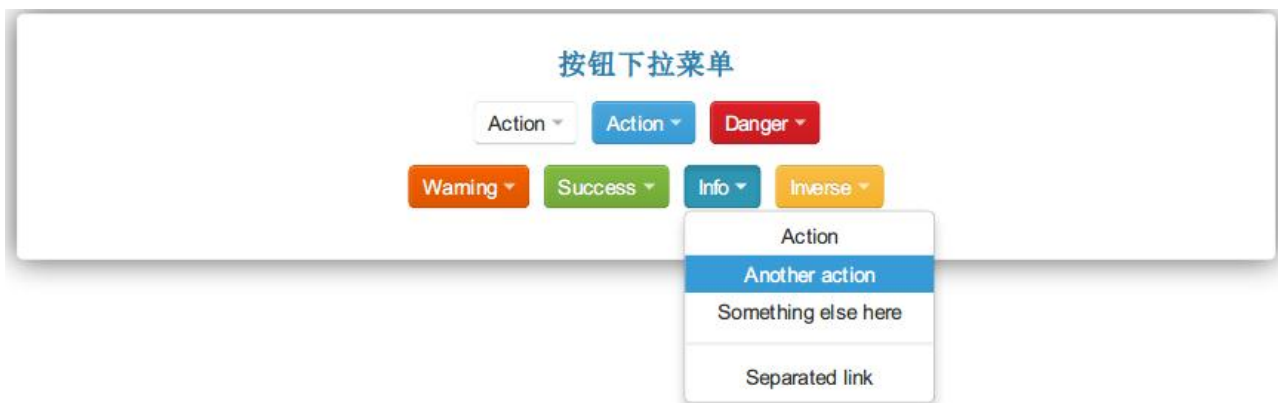 按钮下拉菜单
Action Action Danger
Warning Success Info Inverse
Action
Another action
Something else here
Separated link